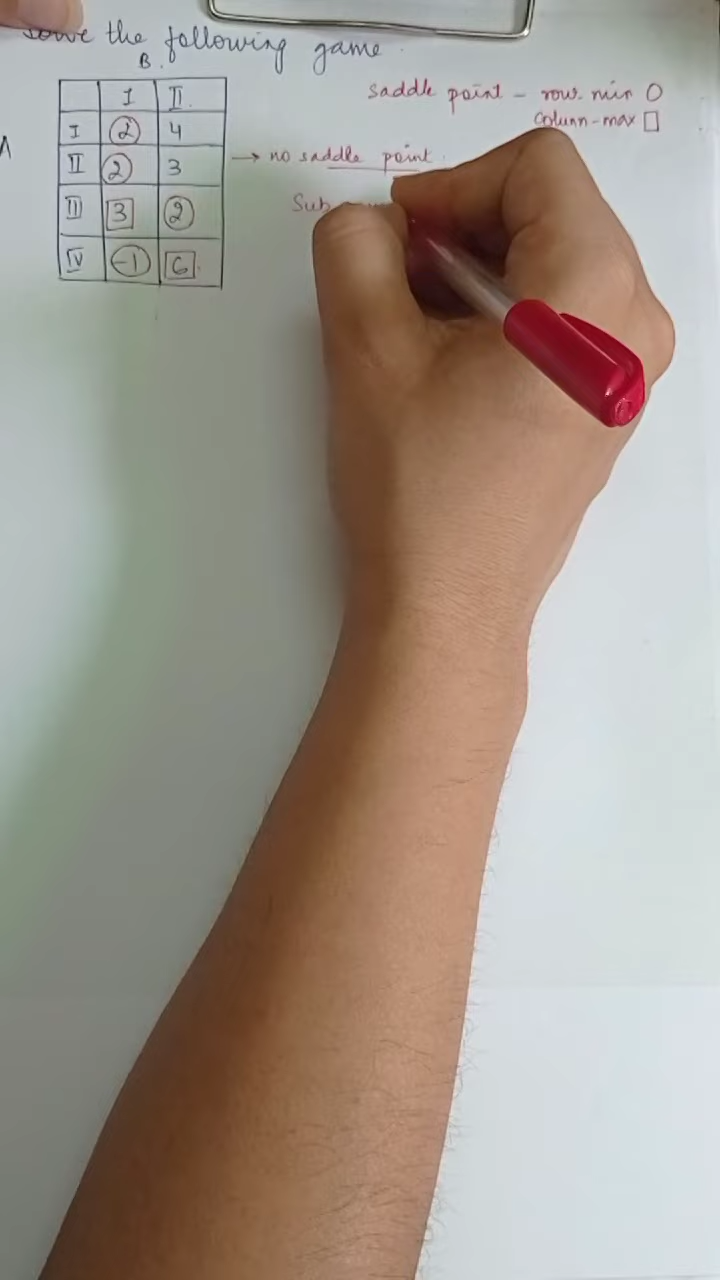 solve the following game.
B.
saddle point - row min O
Column-max □
I II.
I 2 4
A
II 2 3
→ no saddle point.
III 3 2
Sub
IV -1 6.